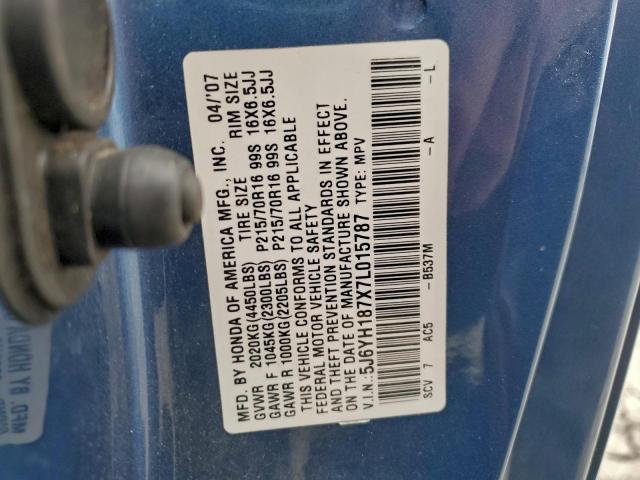 MFD. BY HONDA OF AMERICA MFG., INC. 04/'07
GVWR 2020KG(4450LBS) TIRE SIZE RIM SIZE
GAWR F 1045KG(2300LBS) P215/70R16 99S 16X6.5JJ
GAWR R 1000KG(2205LBS) P215/70R16 99S 16X6.5JJ
THIS VEHICLE CONFORMS TO ALL APPLICABLE
FEDERAL MOTOR VEHICLE SAFETY
AND THEFT PREVENTION STANDARDS IN EFFECT
ON THE DATE OF MANUFACTURE SHOWN ABOVE.
V.I.N.:5J6YH187X7L015787 TYPE: MPV
SCV 7 AC5 -B537M -A -L
MFG BY HONDA